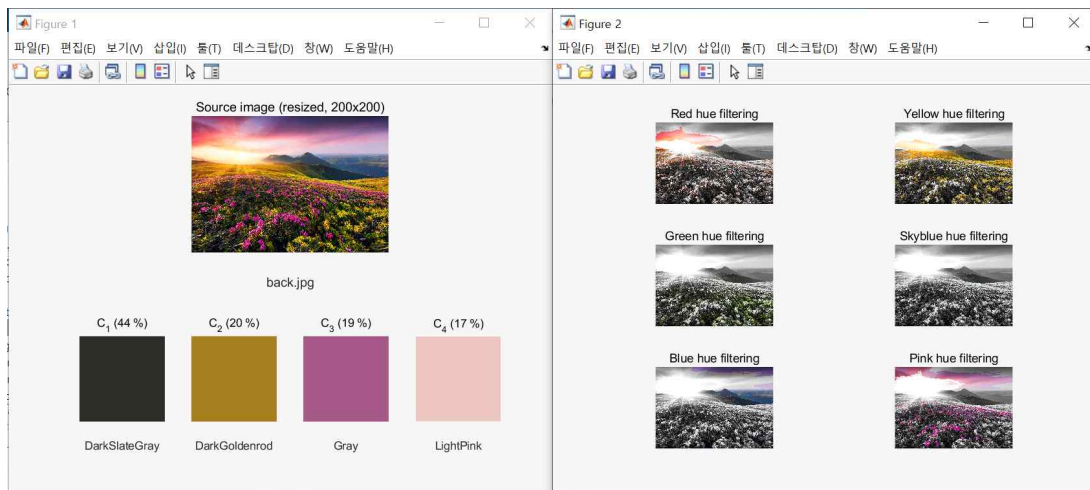 Figure 1
파일(F) 편집(E) 보기(V) 삽입(I) 툴(T) 데스크탑(D) 창(W) 도움말(H)
Source image (resized, 200x200)
back.jpg
C1 (44 %) C2 (20 %) C3 (19 %) C4 (17 %)
DarkSlateGray DarkGoldenrod Gray LightPink
Figure 2
파일(F) 편집(E) 보기(V) 삽입(I) 툴(T) 데스크탑(D) 창(W) 도움말(H)
Red hue filtering Yellow hue filtering
Green hue filtering Skyblue hue filtering
Blue hue filtering Pink hue filtering